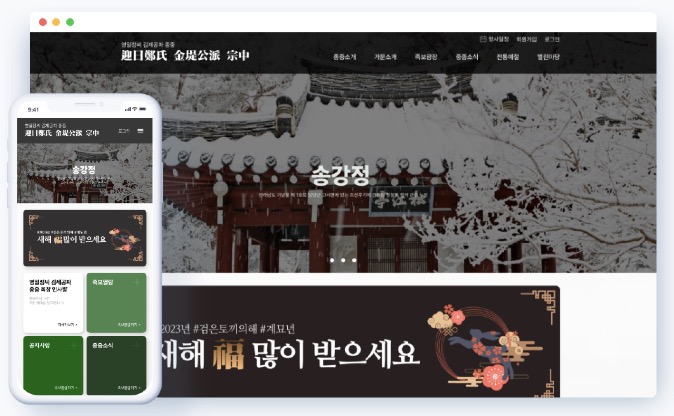 행사일정 회원가입 로그인
영일정씨 김제공파 종중
迎日鄭氏 金堤公派 宗中
종중소개 가문소개 족보광장 종중소식 전통예절 열린마당
송강정
2023년 #검은토끼의해 #계묘년
새해 福 많이 받으세요
9:41
영일정씨 김제공파 종중
迎日鄭氏 金堤公派 宗中
로그인
송강정
새해 福 많이 받으세요
영일정씨 김제공파
종중 회장 인사말
족보열람
공지사항
종중소식